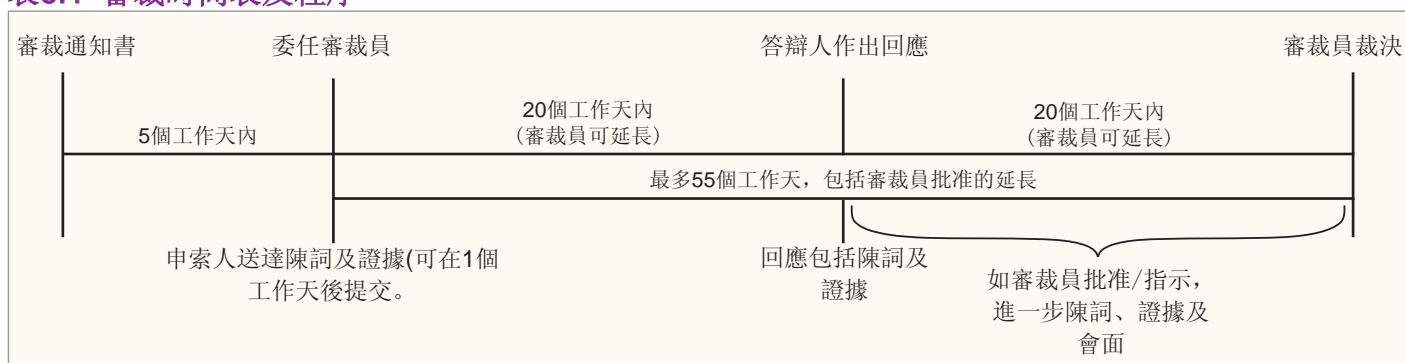 審裁通知書
委任審裁員
答辯人作出回應
審裁員裁決
5個工作天內
20個工作天內
(審裁員可延長)
20個工作天內
(審裁員可延長)
最多55個工作天，包括審裁員批准的延長
申索人送達陳詞及證據(可在1個
工作天後提交。
回應包括陳詞及
證據
如審裁員批准/指示，
進一步陳詞、證據及
會面